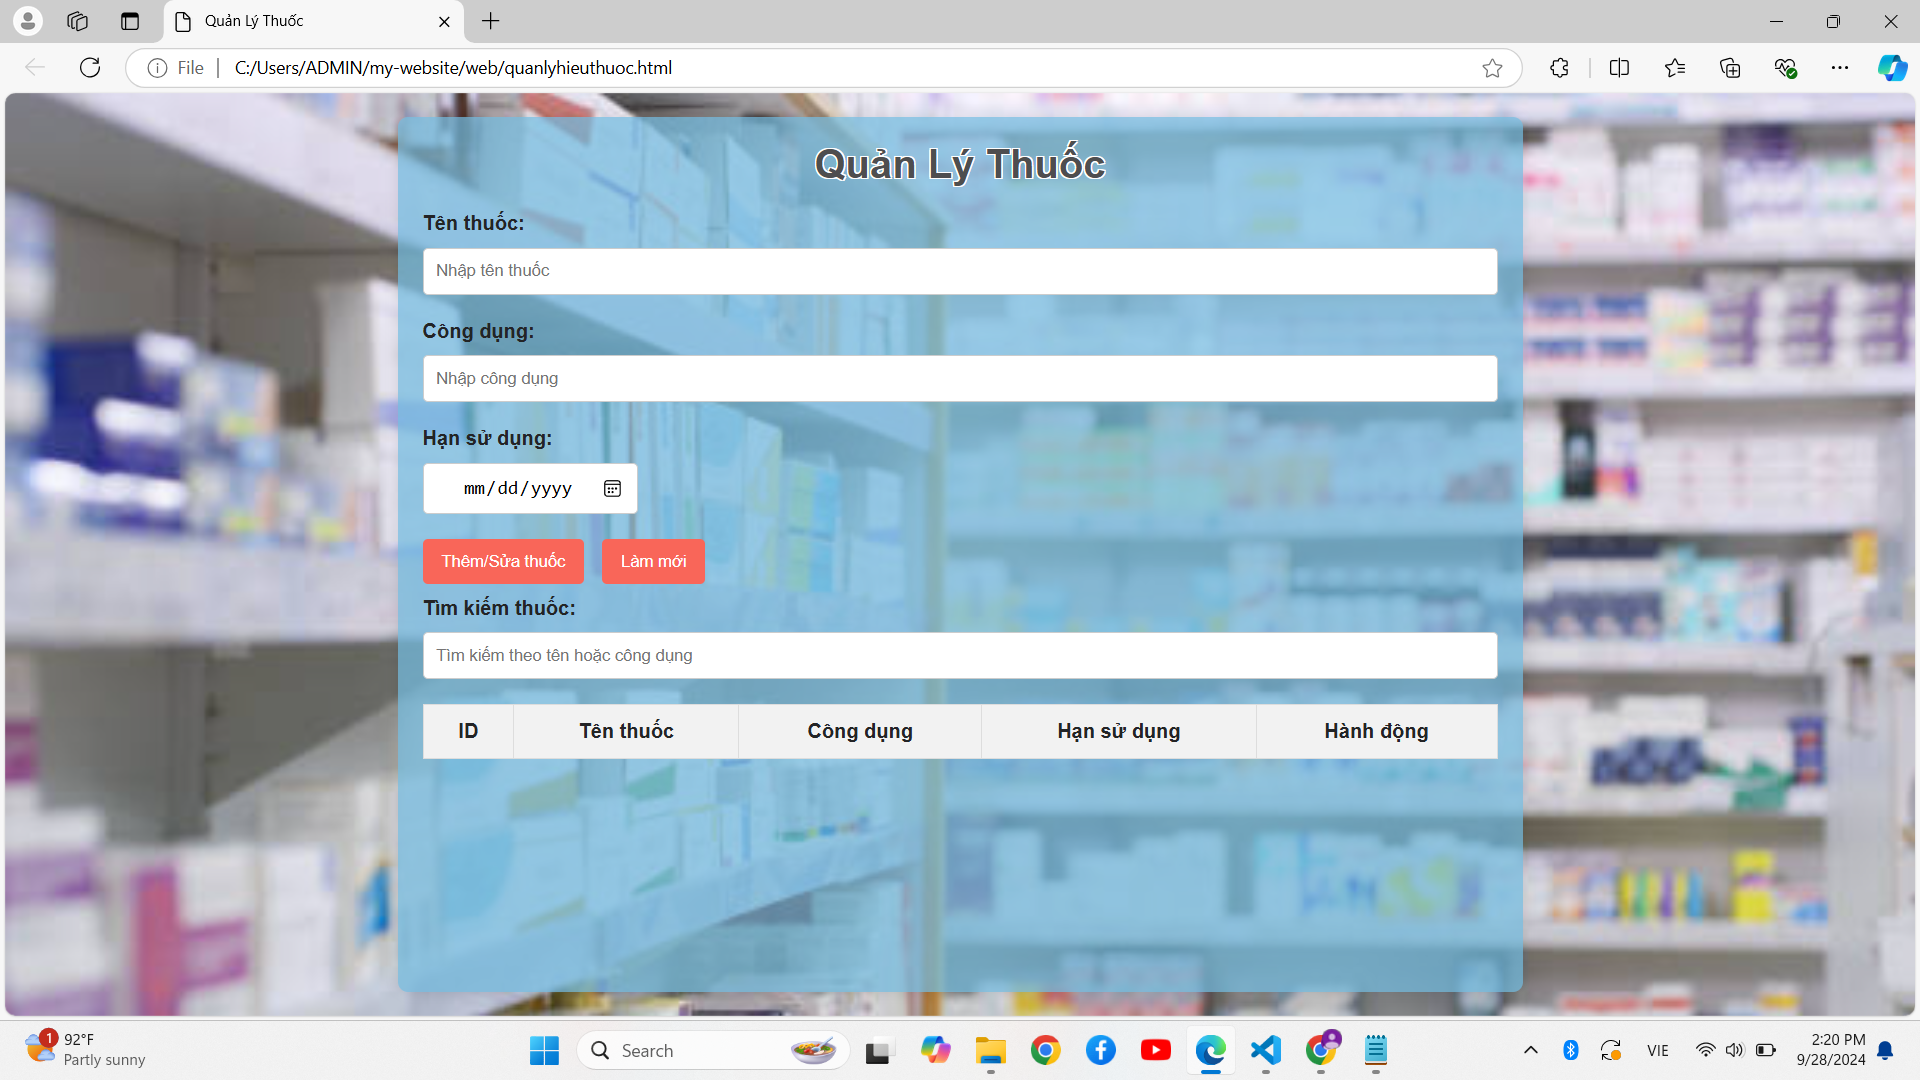 Quản Lý Thuốc
File
C:/Users/ADMIN/my-website/web/quanlyhieuthuoc.html
Quản Lý Thuốc
Tên thuốc:
Nhập tên thuốc
Công dụng:
Nhập công dụng
Hạn sử dụng:
mm/dd/yyyy
Thêm/Sửa thuốc Làm mới
Tìm kiếm thuốc:
Tìm kiếm theo tên hoặc công dụng
ID Tên thuốc Công dụng Hạn sử dụng Hành động
1
92°F
Partly sunny
Search
VIE
2:20 PM
9/28/2024